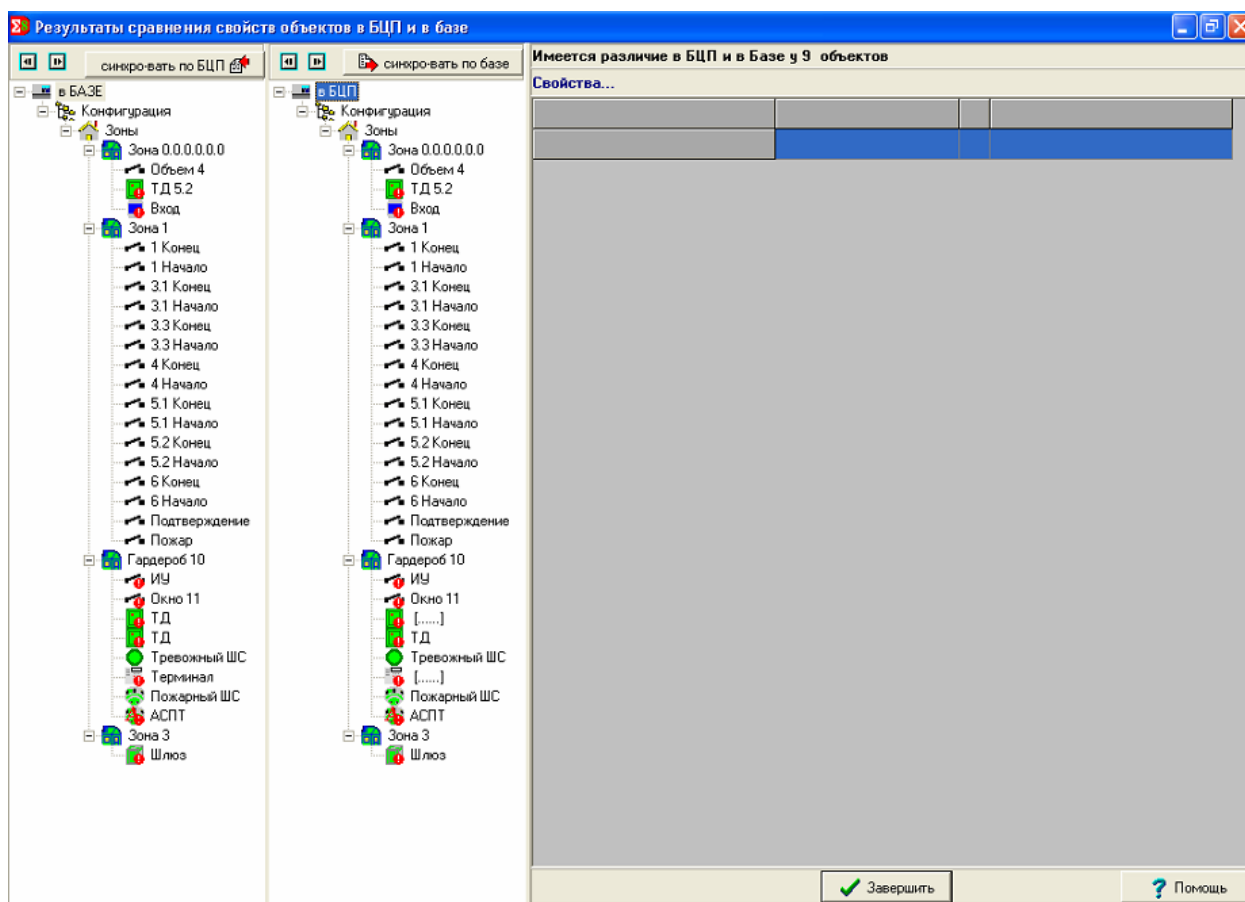 Результаты сравнения свойств объектов в БЦП и в базе
синхро-вать по БЦП
синхро-вать по базе
Имеется различие в БЦП и в Базе у 9 объектов
Свойства...
в БАЗЕ
Конфигурация
Зоны
Зона 0.0.0.0.0.0
Объем 4
ТД 5.2
Вход
Зона 1
1 Конец
1 Начало
3.1 Конец
3.1 Начало
3.3 Конец
3.3 Начало
4 Конец
4 Начало
5.1 Конец
5.1 Начало
5.2 Конец
5.2 Начало
6 Конец
6 Начало
Подтверждение
Пожар
Гардероб 10
ИУ
Окно 11
ТД
ТД
Тревожный ШС
Терминал
Пожарный ШС
АСПТ
Зона 3
Шлюз
в БЦП
Конфигурация
Зоны
Зона 0.0.0.0.0.0
Объем 4
ТД 5.2
Вход
Зона 1
1 Конец
1 Начало
3.1 Конец
3.1 Начало
3.3 Конец
3.3 Начало
4 Конец
4 Начало
5.1 Конец
5.1 Начало
5.2 Конец
5.2 Начало
6 Конец
6 Начало
Подтверждение
Пожар
Гардероб 10
ИУ
Окно 11
[......]
ТД
Тревожный ШС
[......]
Пожарный ШС
АСПТ
Зона 3
Шлюз
Завершить
Помощь